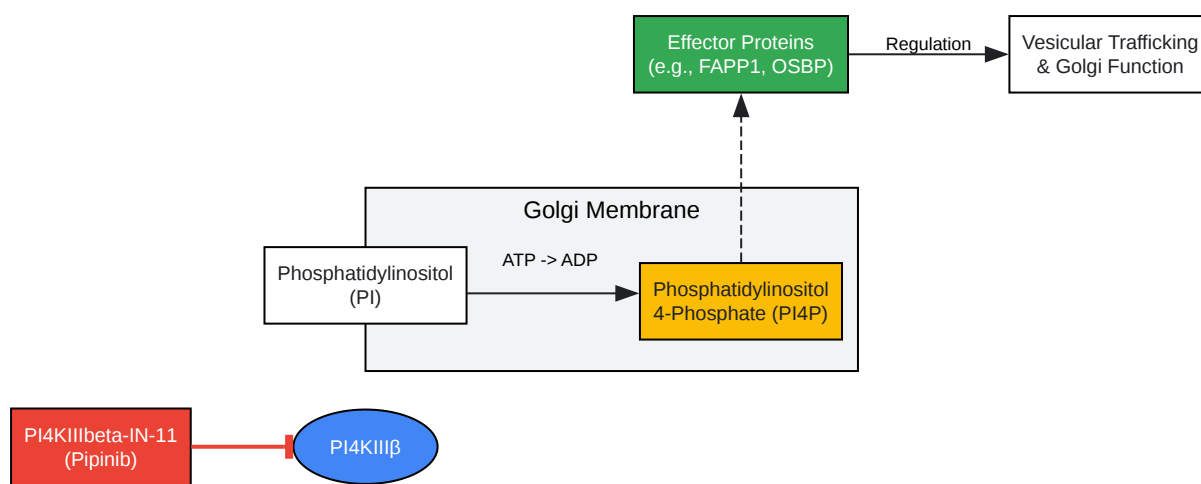 Effector Proteins
(e.g., FAPP1, OSBP)
Regulation
Vesicular Trafficking
& Golgi Function
Golgi Membrane
Phosphatidylinositol
(PI)
ATP -> ADP
Phosphatidylinositol
4-Phosphate (PI4P)
PI4KIIIbeta-IN-11
(Pipinib)
PI4KIIIβ